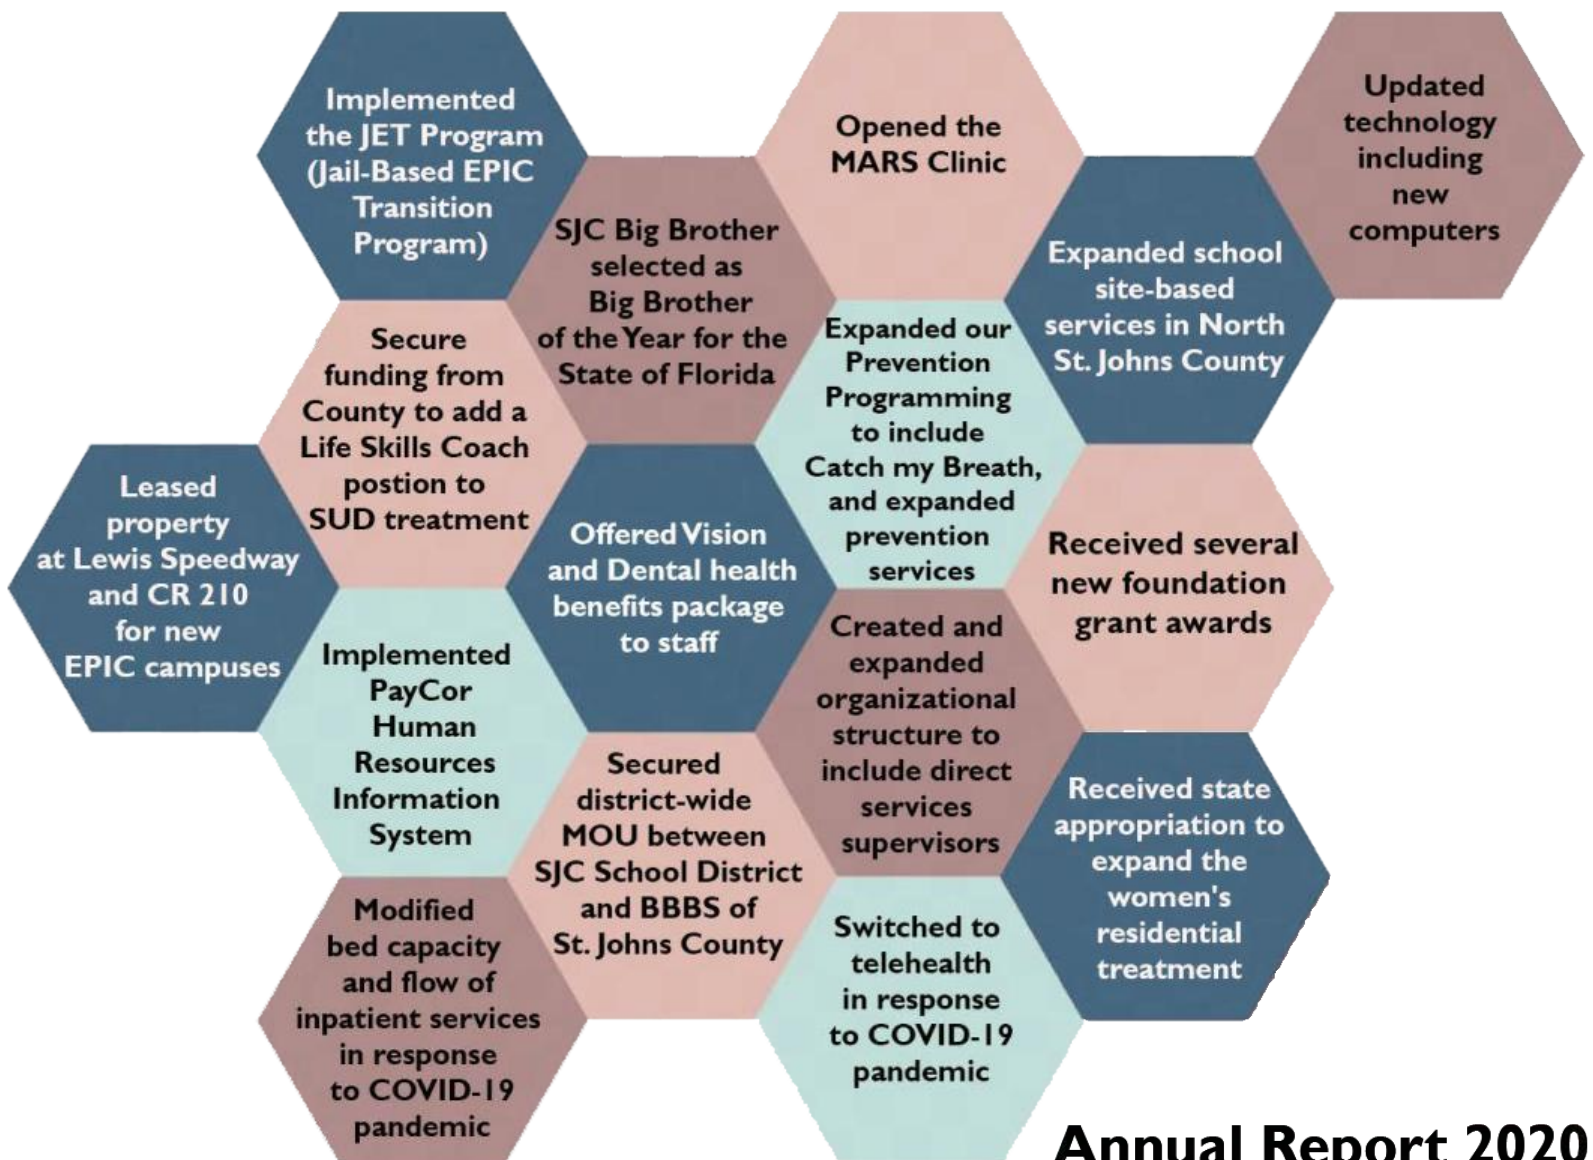 Implemented
the JET Program
(Jail-Based EPIC
Transition
Program)
SJC Big Brother
selected as
Big Brother
of the Year for the
State of Florida
Opened the
MARS Clinic
Expanded school
site-based
services in North
St. Johns County
Updated
technology
including
new
computers
Secure
funding from
County to add a
Life Skills Coach
postion to
SUD treatment
Expanded our
Prevention
Programming
to include
Catch my Breath,
and expanded
prevention
services
Leased
property
at Lewis Speedway
and CR 210
for new
EPIC campuses
Offered Vision
and Dental health
benefits package
to staff
Received several
new foundation
grant awards
Implemented
PayCor
Human
Resources
Information
System
Created and
expanded
organizational
structure to
include direct
services
supervisors
Secured
district-wide
MOU between
SJC School District
and BBBS of
St. Johns County
Received state
appropriation to
expand the
women's
residential
treatment
Modified
bed capacity
and flow of
inpatient services
in response
to COVID-19
pandemic
Switched to
telehealth
in response
to COVID-19
pandemic
Annual Report 2020